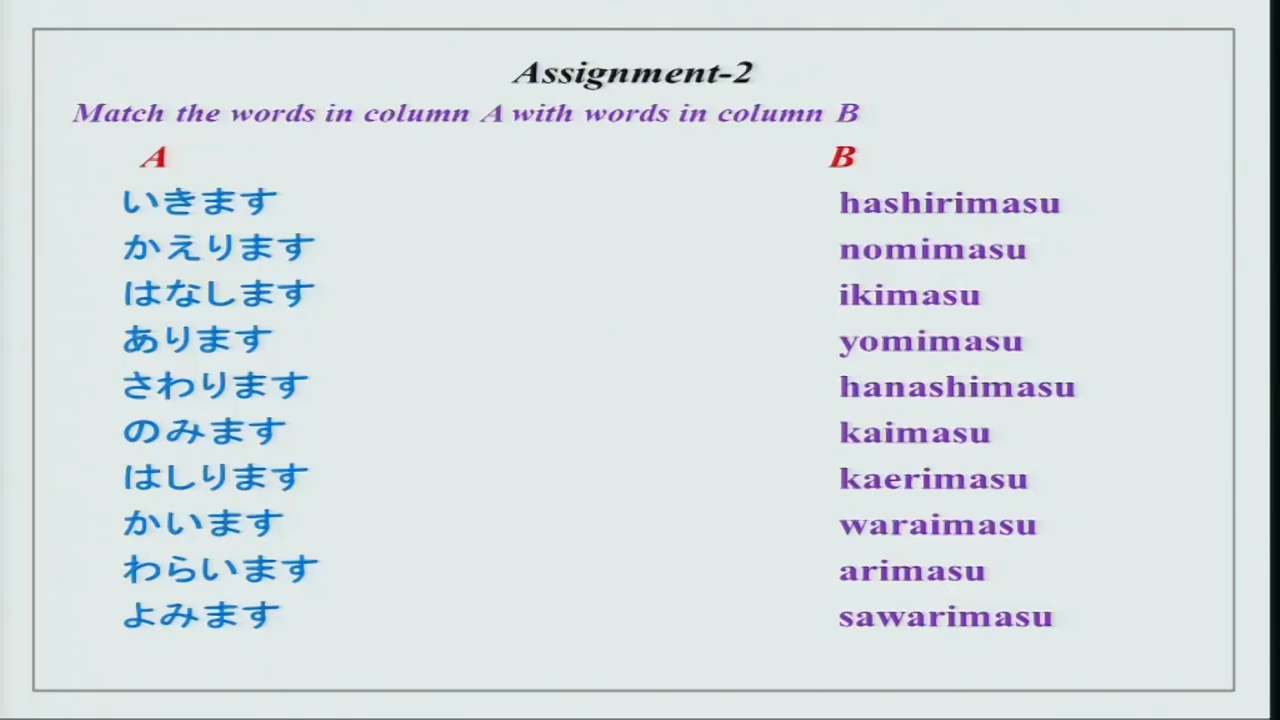 Assignment-2
Match the words in column A with words in column B
A B
いきます hashirimasu
かえります nomimasu
はなします ikimasu
あります yomimasu
さわります hanashimasu
のみます kaimasu
はしります kaerimasu
かいます waraimasu
わらいます arimasu
よみます sawarimasu